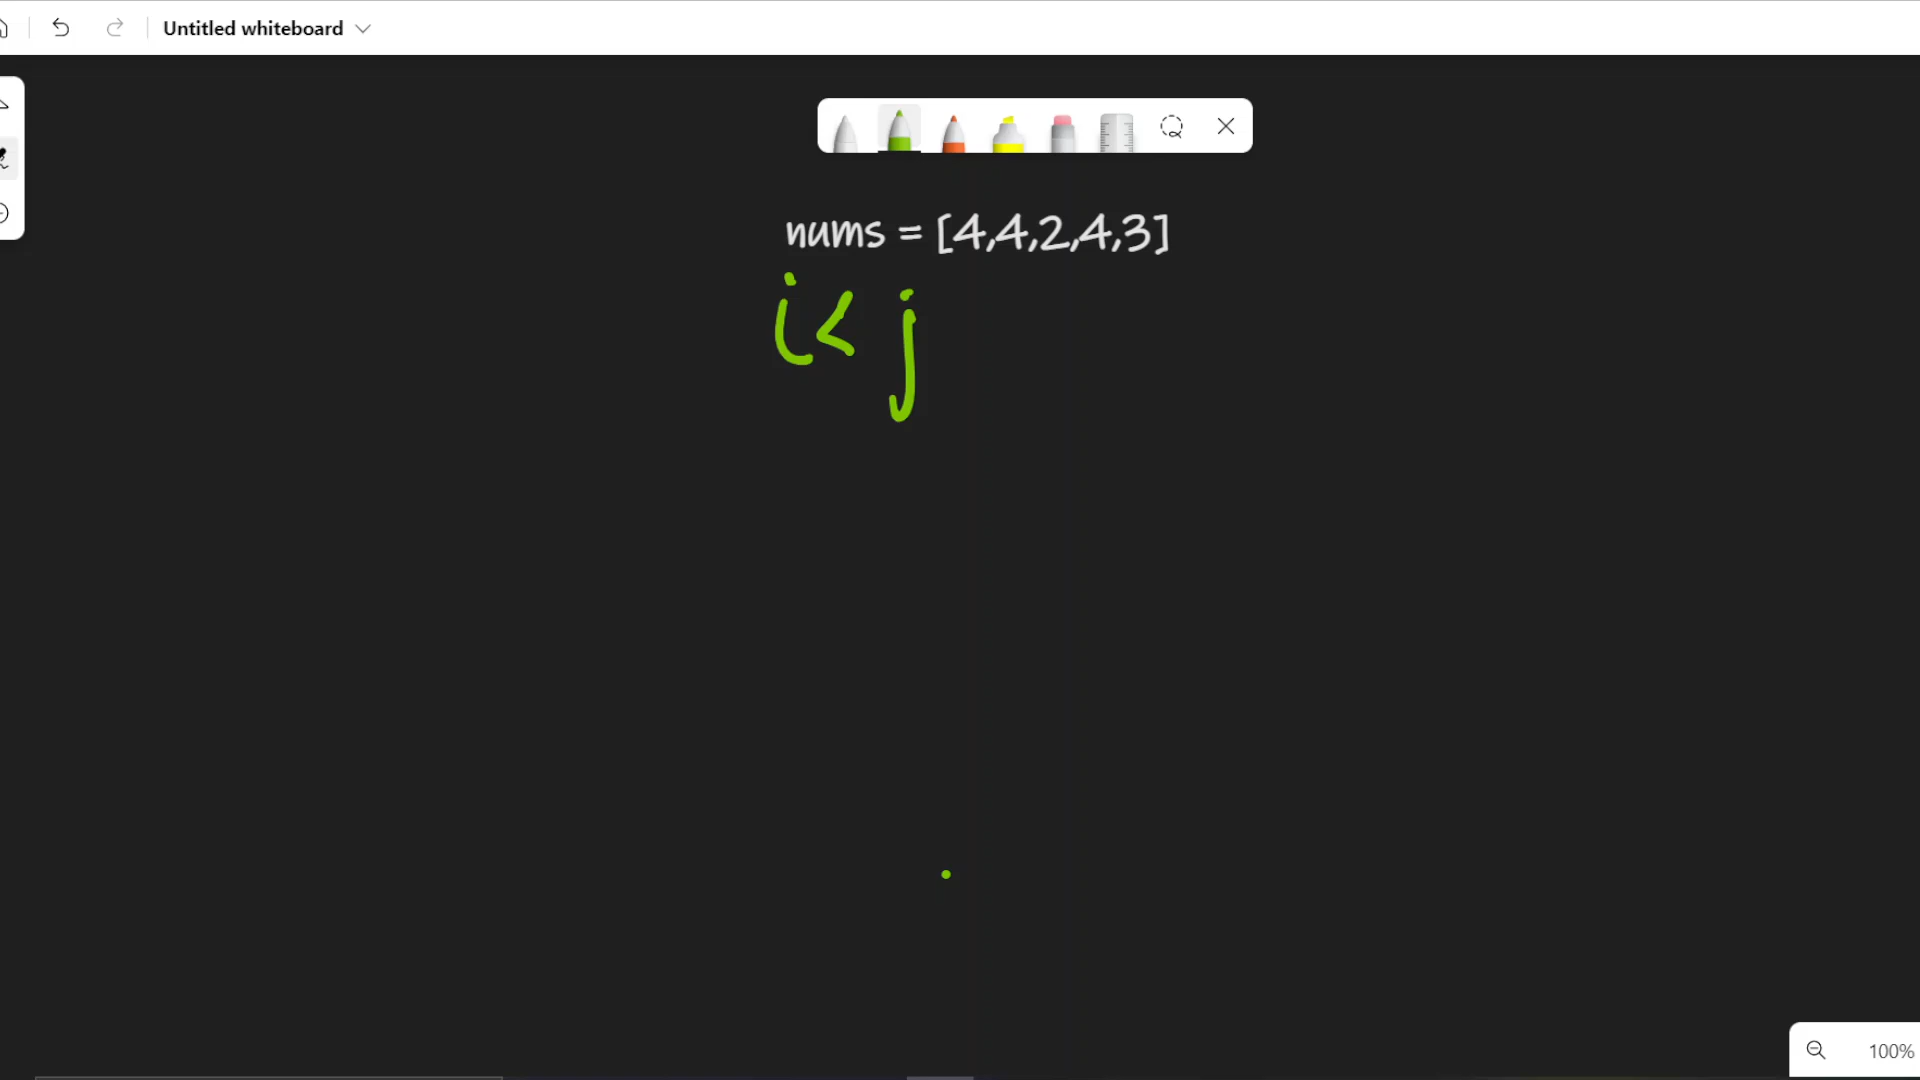 Untitled whiteboard
nums = [4,4,2,4,3]
i < j
100%